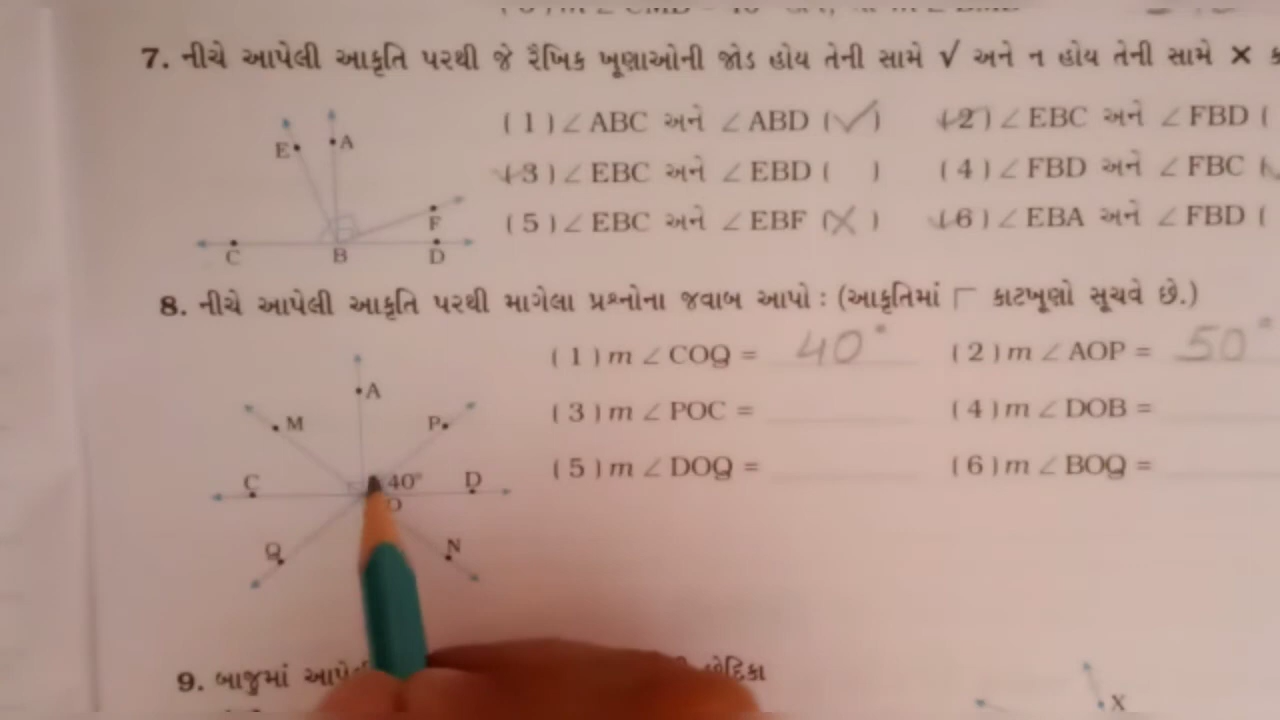 7. નીચે આપેલી આકૃતિ પરથી જે રૈખિક ખૂણાઓની જોડ હોય તેની સામે √ અને ન હોય તેની સામે ×
(1) ∠ABC અને ∠ABD (✓) (2) ∠EBC અને ∠FBD (
(3) ∠EBC અને ∠EBD ( ) (4) ∠FBD અને ∠FBC (
(5) ∠EBC અને ∠EBF (X) (6) ∠EBA અને ∠FBD (
E A
F
C B D
8. નીચે આપેલી આકૃતિ પરથી માગેલા પ્રશ્નોના જવાબ આપો : (આકૃતિમાં ┌ કાટખૂણો સૂચવે છે.)
(1) m∠COQ = 40° (2) m∠AOP = 50°
(3) m∠POC = (4) m∠DOB =
(5) m∠DOQ = (6) m∠BOQ =
A
M P
C 40° D
O
Q N
9. બાજુમાં
X